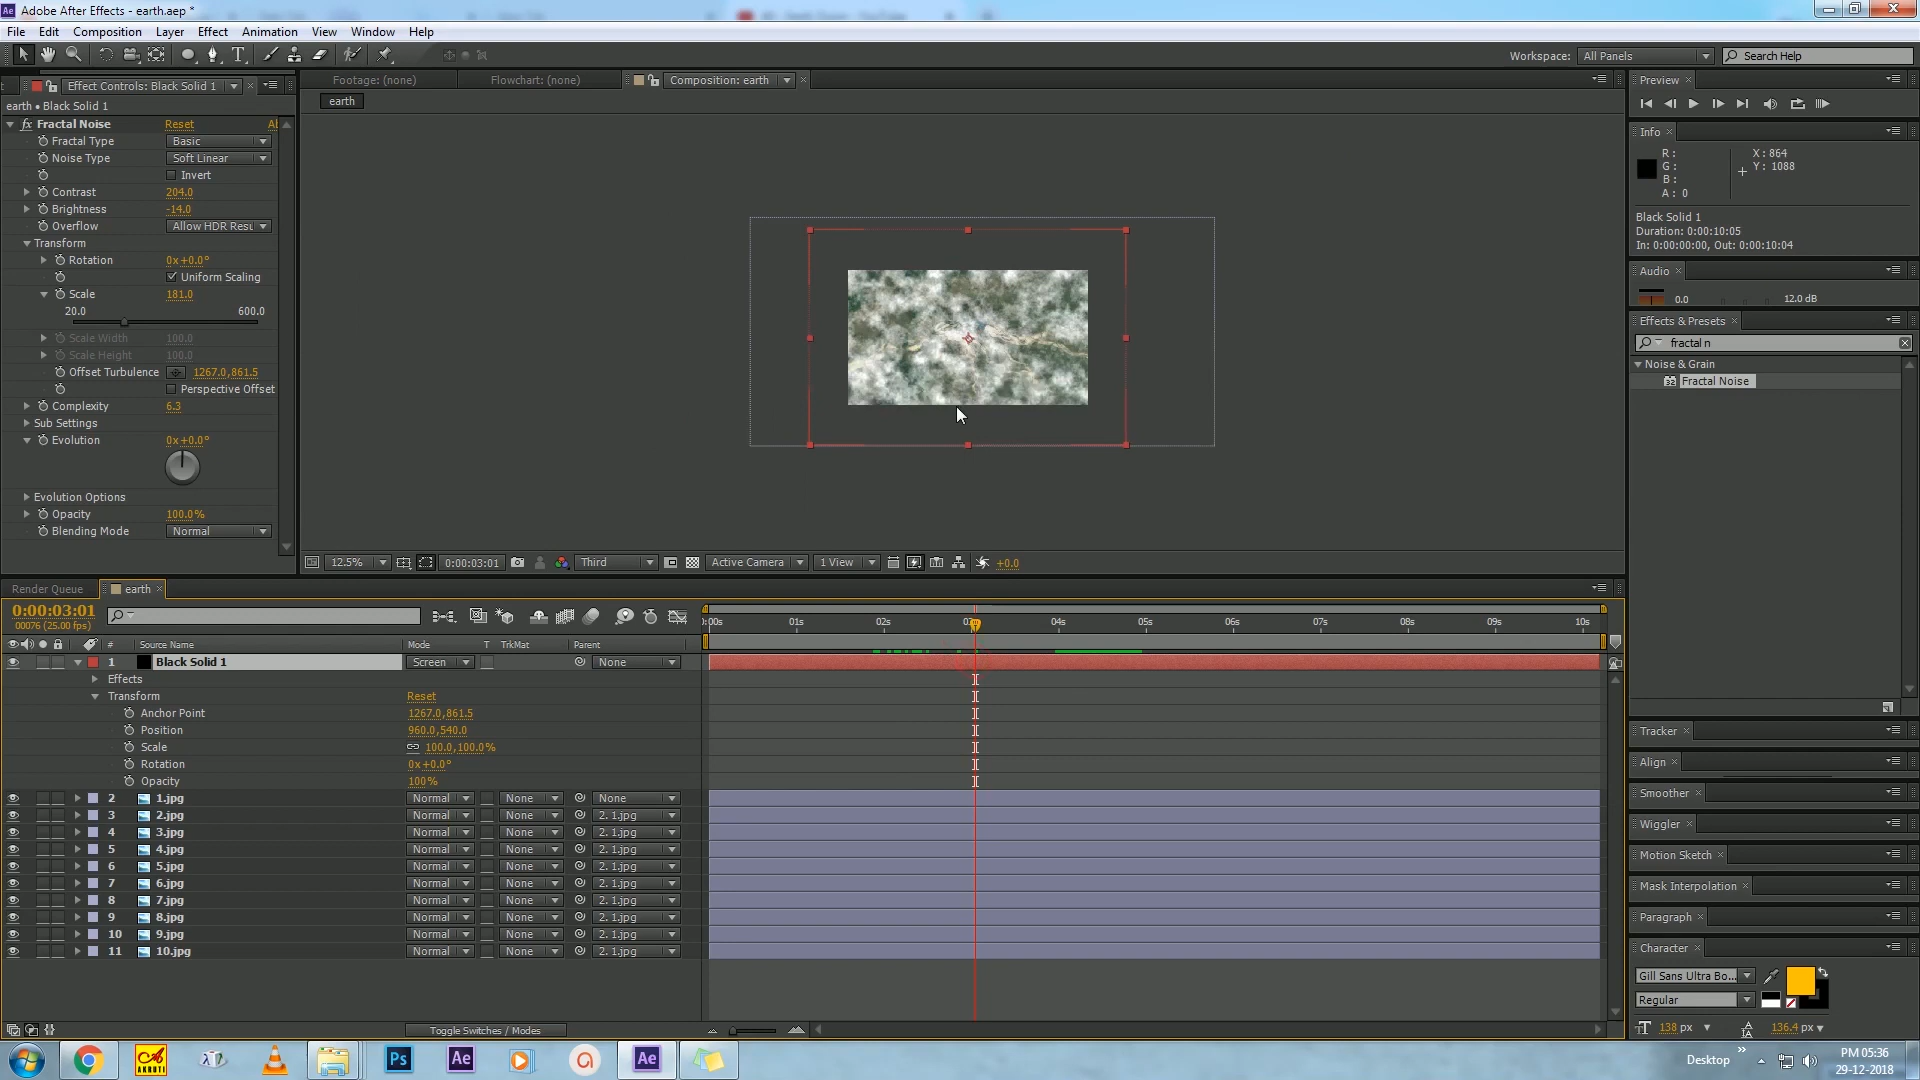 Adobe After Effects - earth.aep *
File Edit Composition Layer Effect Animation View Window Help
Workspace: All Panels Search Help
Effect Controls: Black Solid 1
earth • Black Solid 1
Fractal Noise Reset Al
Fractal Type Basic
Noise Type Soft Linear
Invert
Contrast 204.0
Brightness -14.0
Overflow Allow HDR Resu
Transform
Rotation 0x+0.0°
Uniform Scaling
Scale 181.0
20.0 600.0
Scale Width 100.0
Scale Height 100.0
Offset Turbulence 1267.0,861.5
Perspective Offset
Complexity 6.3
Sub Settings
Evolution 0x+0.0°
Evolution Options
Opacity 100.0%
Blending Mode Normal
Footage: (none) Flowchart: (none) Composition: earth
earth
12.5% 0:00:03:01 Third Active Camera 1 View +0.0
Preview
Info
R: X: 864
G: Y: 1088
B:
A: 0
Black Solid 1
Duration: 0:00:10:05
In: 0:00:00:00, Out: 0:00:10:04
Audio
0.0 12.0 dB
Effects & Presets
fractal n
Noise & Grain
32 Fractal Noise
Tracker
Align
Smoother
Wiggler
Motion Sketch
Mask Interpolation
Paragraph
Character
Gill Sans Ultra Bo...
Regular
138 px 136.4 px
Render Queue earth
0:00:03:01
00076 (25.00 fps)
:00s 01s 02s 03s 04s 05s 06s 07s 08s 09s 10s
# Source Name Mode T TrkMat Parent
1 Black Solid 1 Screen None
Effects
Transform Reset
Anchor Point 1267.0,861.5
Position 960.0,540.0
Scale 100.0,100.0%
Rotation 0x+0.0°
Opacity 100%
2 1.jpg Normal None None
3 2.jpg Normal None 2. 1.jpg
4 3.jpg Normal None 2. 1.jpg
5 4.jpg Normal None 2. 1.jpg
6 5.jpg Normal None 2. 1.jpg
7 6.jpg Normal None 2. 1.jpg
8 7.jpg Normal None 2. 1.jpg
9 8.jpg Normal None 2. 1.jpg
10 9.jpg Normal None 2. 1.jpg
11 10.jpg Normal None 2. 1.jpg
Toggle Switches / Modes
AKRUTI Ps Ae Ae
Desktop PM 05:36
29-12-2018